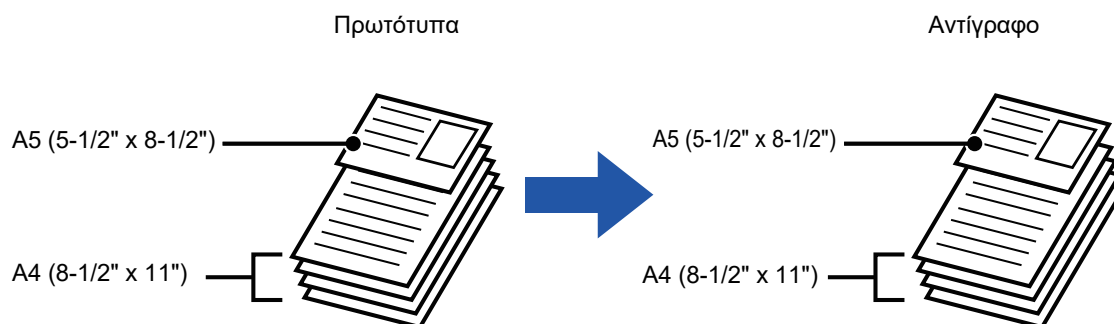 Πρωτότυπα
Αντίγραφο
A5 (5-1/2" x 8-1/2")
A5 (5-1/2" x 8-1/2")
A4 (8-1/2" x 11")
A4 (8-1/2" x 11")